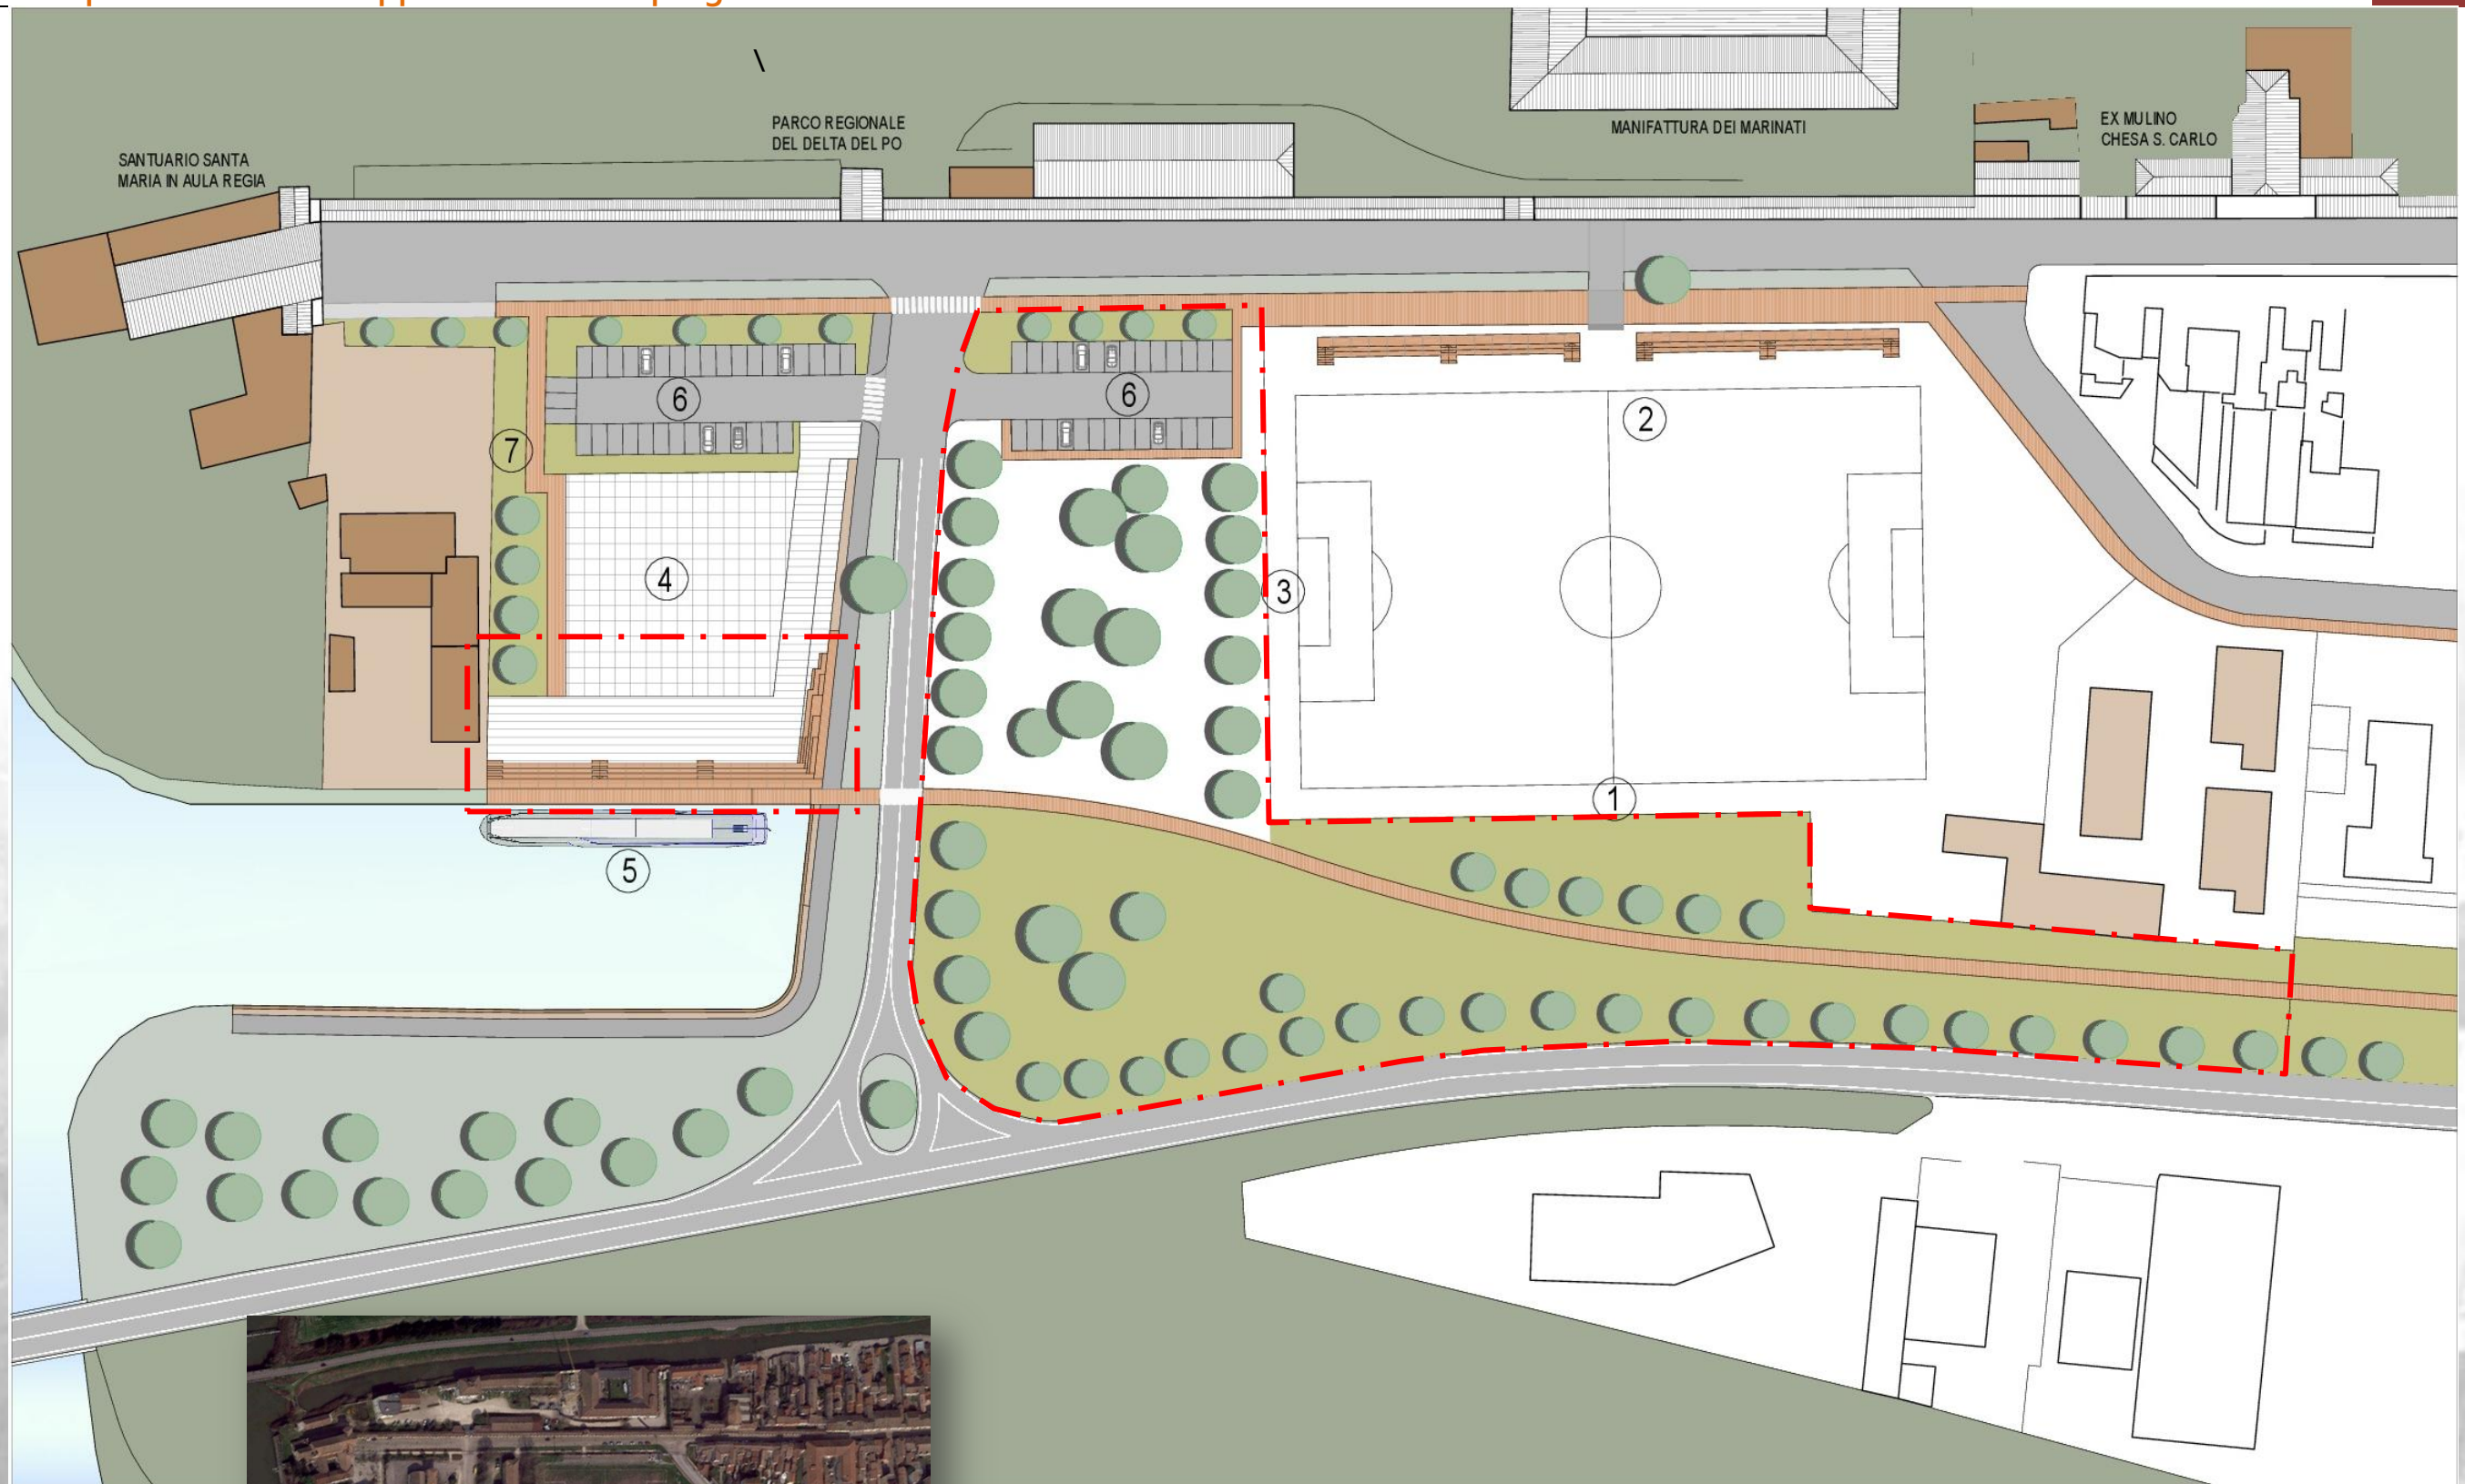 \
PARCO REGIONALE
DEL DELTA DEL PO
MANIFATTURA DEI MARINATI
EX MULINO
CHESA S. CARLO
SANTUARIO SANTA
MARIA IN AULA REGIA
6
6
2
7
4
3
1
5